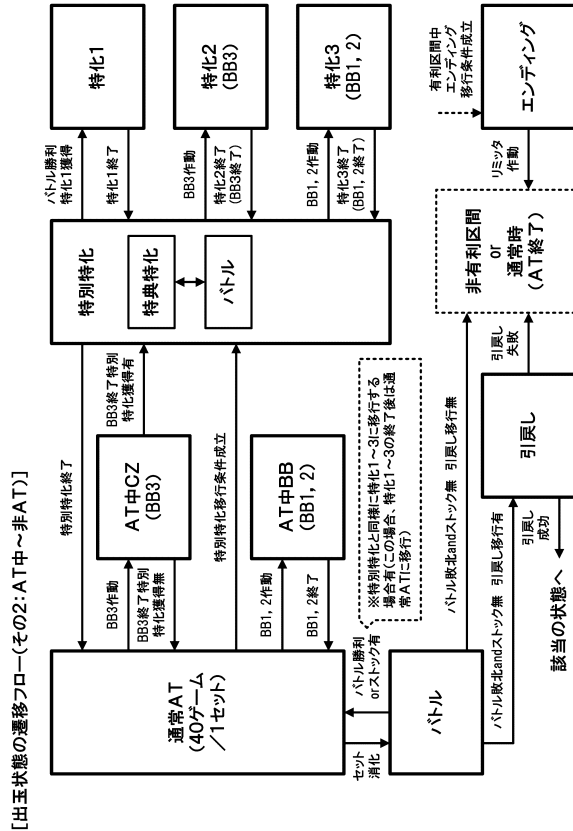 [出玉状態の遷移フロー(その2:AT中～非AT)]
通常AT
(40ゲーム
/1セット)
特別特化終了
BB3作動
BB3終了特別
特化獲得無
AT中CZ
(BB3)
BB3終了特別
特化獲得有
特別特化移行条件成立
BB1, 2作動
BB1, 2終了
AT中BB
(BB1, 2)
特別特化
特典特化
バトル
バトル勝利
特化1獲得
特化1終了
特化1
BB3作動
特化2終了
(BB3終了)
特化2
(BB3)
BB1, 2作動
特化3終了
(BB1, 2終了)
特化3
(BB1, 2)
セット
消化
バトル勝利
orストック有
※特別特化と同様に特化1～3に移行する
場合有(この場合、特化1～3の終了後は通
常ATに移行)
バトル
バトル敗北andストック無 引戻し移行無
バトル敗北andストック無 引戻し移行有
引戻し
引戻し
失敗
引戻し
成功
該当の状態へ
非有利区間
or
通常時
(AT終了)
リミッタ
作動
エンディング
有利区間中
エンディング
移行条件成立